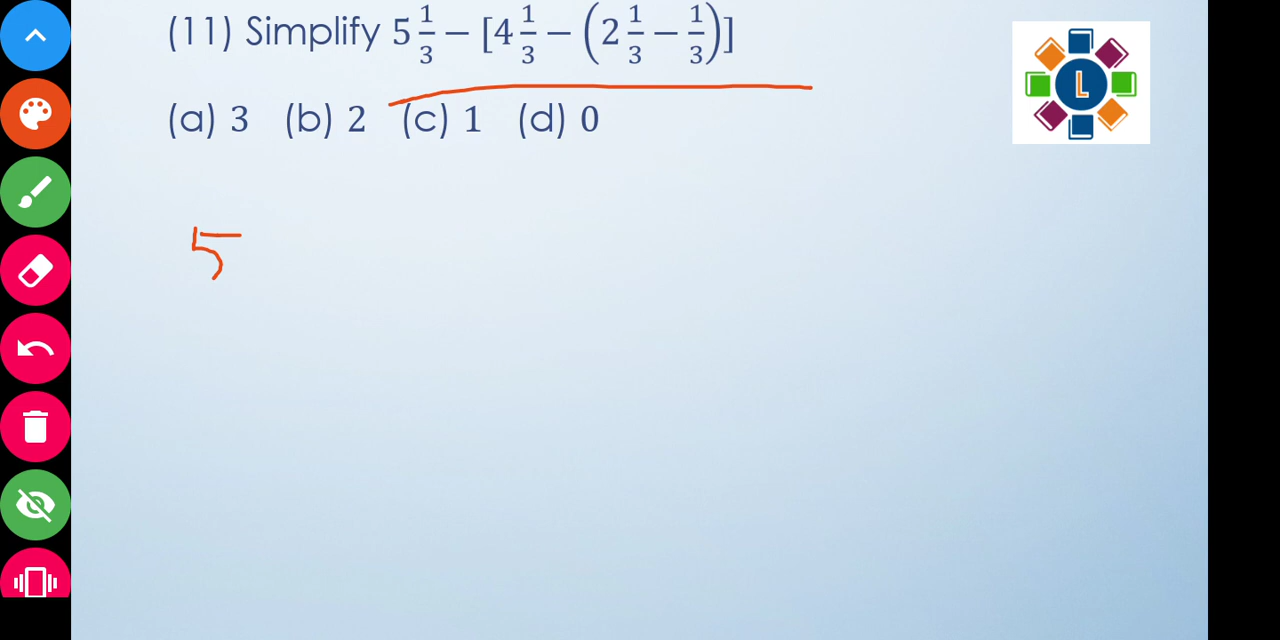 (11) Simplify 5 1/3 − [4 1/3 − (2 1/3 − 1/3)]
(a) 3 (b) 2 (c) 1 (d) 0
L
5